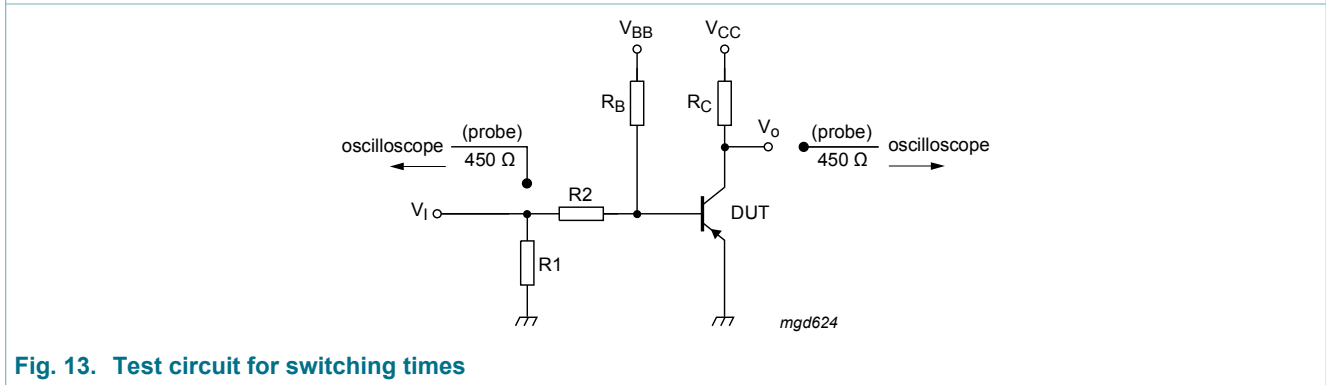 VBB
VCC
RB
RC
Vo
oscilloscope
(probe)
450 Ω
(probe)
450 Ω
oscilloscope
R2
VI
DUT
R1
mgd624
Fig. 13. Test circuit for switching times